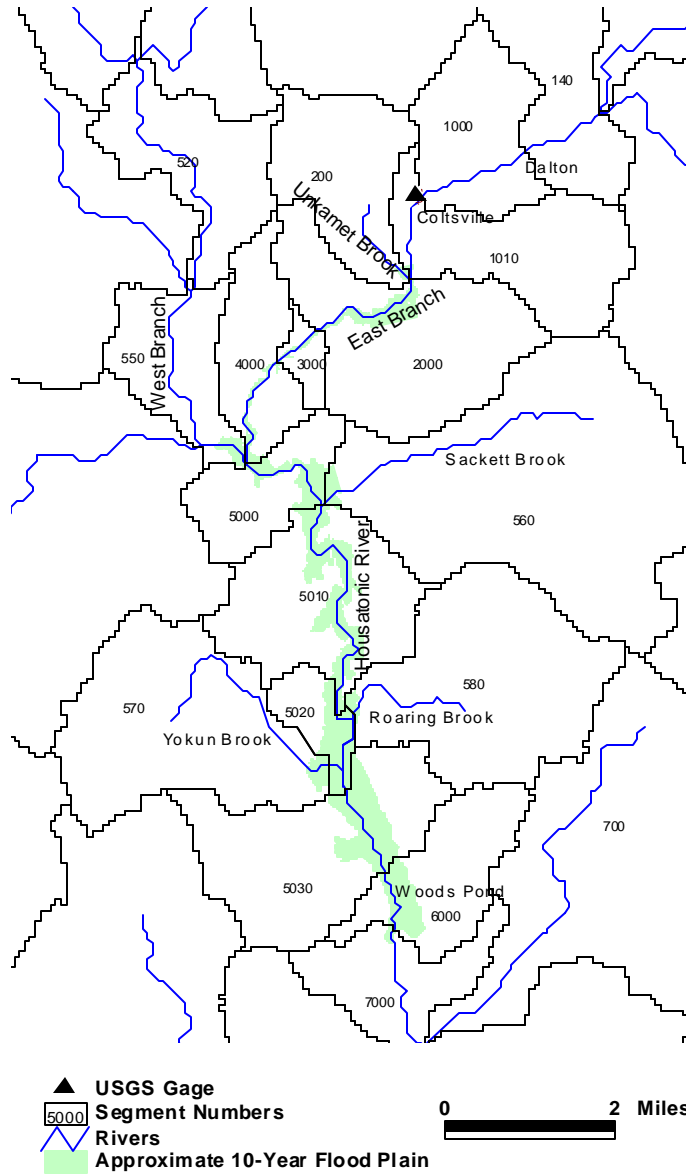 140
1000
520
Dalton
200
Unkamet Brook
Coltsville
1010
East Branch
West Branch
550
4000
3000
2000
Sackett Brook
5000
560
Housatonic River
5010
580
570
5020
Roaring Brook
Yokun Brook
700
5030
Woods Pond
6000
7000
USGS Gage
5000 Segment Numbers
Rivers
Approximate 10-Year Flood Plain
0 2 Miles